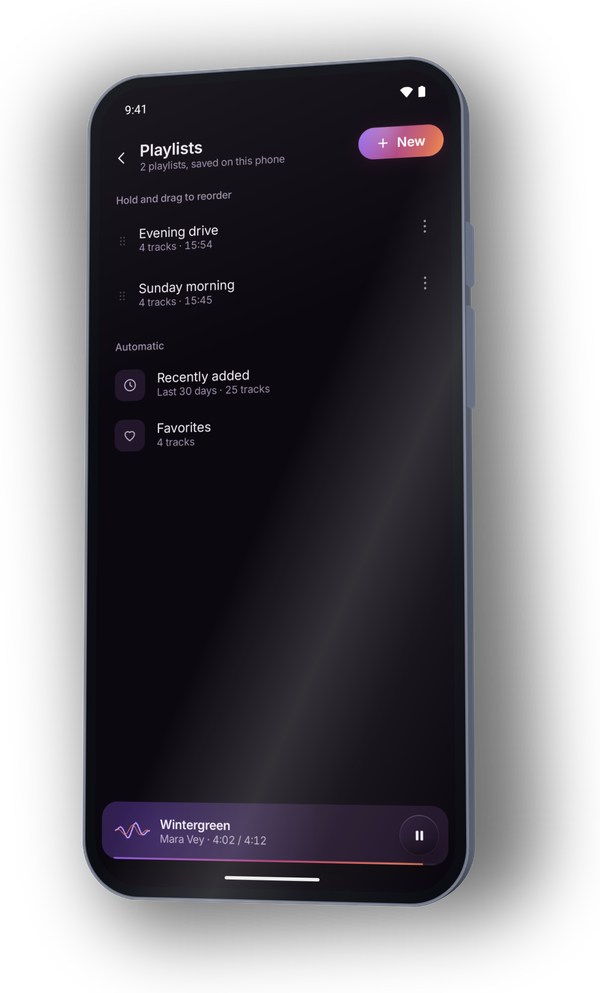 9:41
Playlists
2 playlists, saved on this phone
+ New
Hold and drag to reorder
Evening drive
4 tracks · 15:54
Sunday morning
4 tracks · 15:45
Automatic
Recently added
Last 30 days · 25 tracks
Favorites
4 tracks
Wintergreen
Mara Vey · 4:02 / 4:12